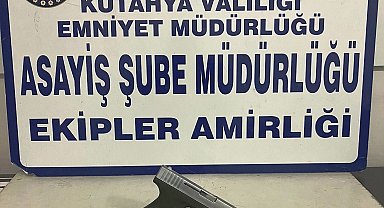 KÜTAHYA VALİLİĞİ
EMNİYET MÜDÜRLÜĞÜ
ASAYİŞ ŞUBE MÜDÜRLÜĞÜ
EKİPLER AMİRLİĞİ